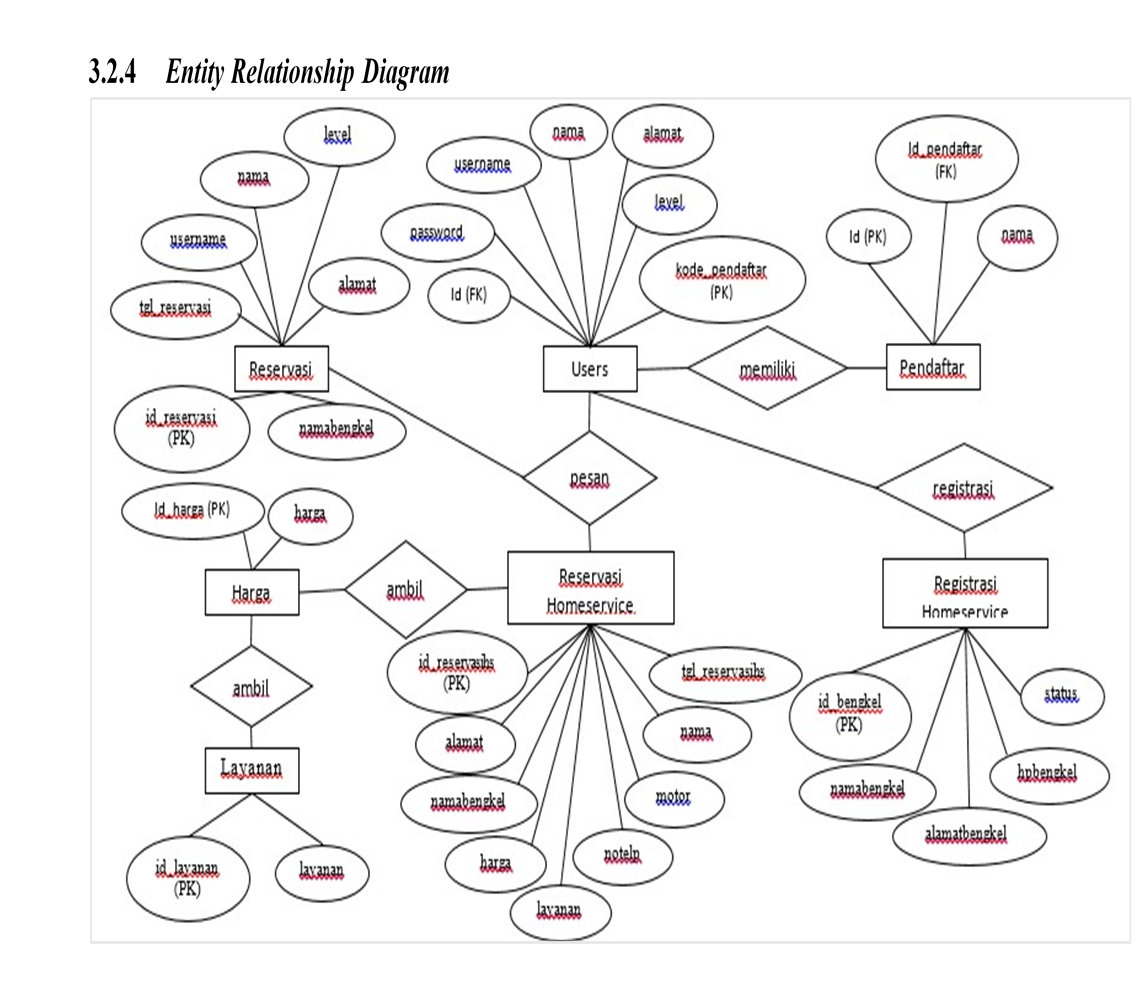 3.2.4 Entity Relationship Diagram
level
nama
username
tgl_reservasi
alamat
Reservasi
id_reservasi
(PK)
namabengkel
nama
alamat
username
level
password
kode_pendaftar
(PK)
Id (FK)
Users
memiliki
Id_pendaftar
(FK)
Id (PK)
nama
Pendaftar
pesan
registrasi
Id_harga (PK)
harga
Harga
ambil
Reservasi
Homeservice
Registrasi
Homeservice
ambil
Layanan
id_layanan
(PK)
layanan
id_reservasihs
(PK)
tgl_reservasihs
alamat
nama
namabengkel
motor
harga
notelp
layanan
id_bengkel
(PK)
status
namabengkel
hpbengkel
alamatbengkel